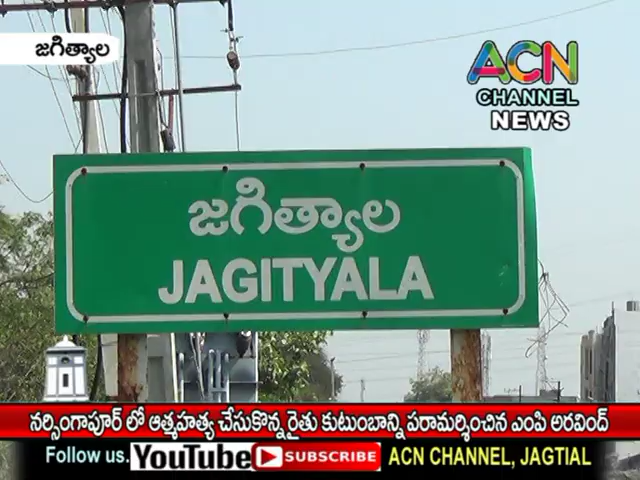 జగిత్యాల
ACN
CHANNEL
NEWS
జగిత్యాల
JAGITYALA
నర్సింగాపూర్ లో ఆత్మహత్య చేసుకొన్న రైతు కుటుంబాన్ని పరామర్శించిన ఎంపి అరవింద్
Follow us. YouTube SUBSCRIBE ACN CHANNEL, JAGTIAL